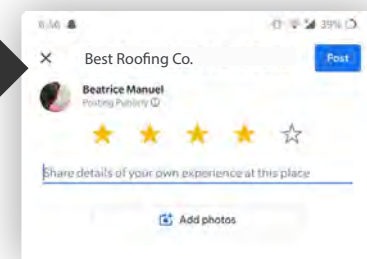 39%
Best Roofing Co.
Post
Beatrice Manuel
Posting Publicly
Share details of your own experience at this place
Add photos